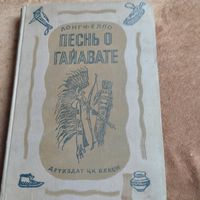 ЛОНГФЕЛЛО
ПЕСНЬ О
ГАЙАВАТЕ
ДЕТИЗДАТ ЦК ВЛКСМ